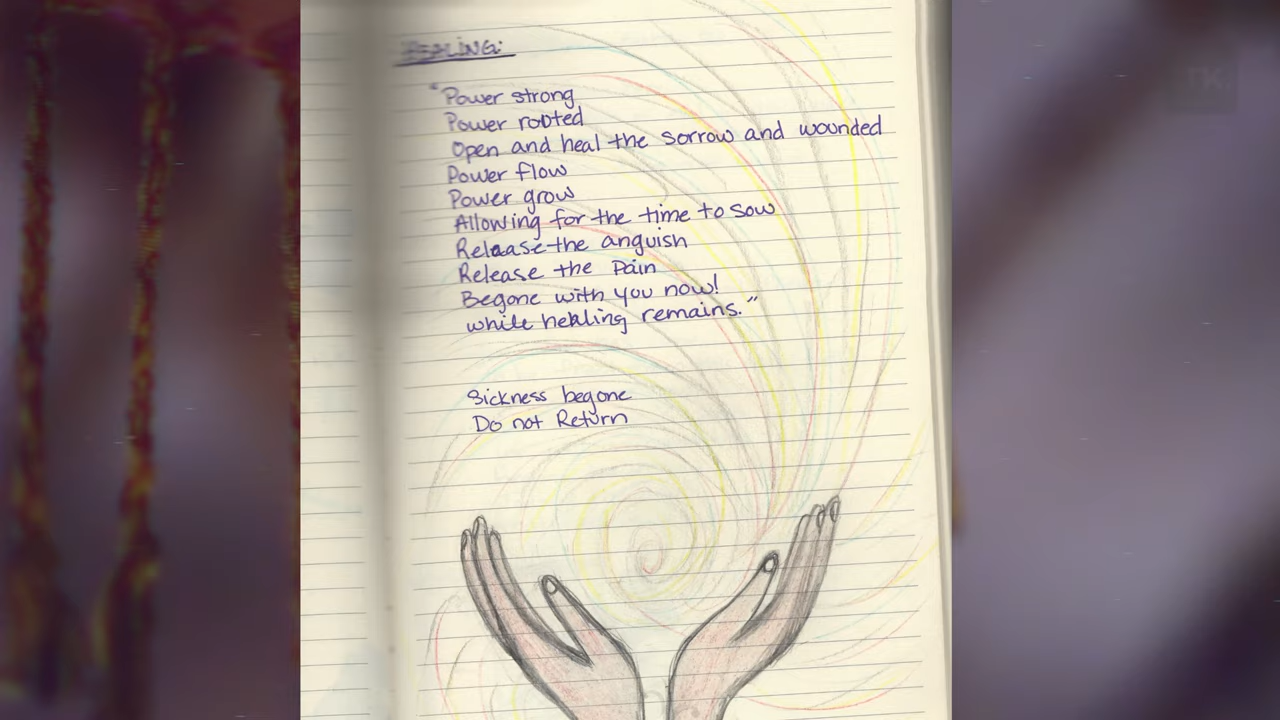 HEALING:
"Power strong
Power rooted
Open and heal the sorrow and wounded
Power flow
Power grow
Allowing for the time to sow
Release the anguish
Release the Pain
Begone with you now!
while healing remains."
Sickness begone
Do not Return
TK